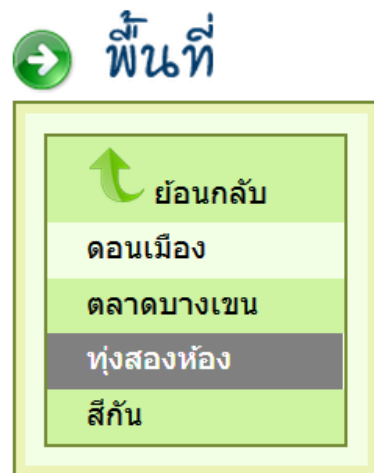 พื้นที่
ย้อนกลับ
ดอนเมือง
ตลาดบางเขน
ทุ่งสองห้อง
สีกัน